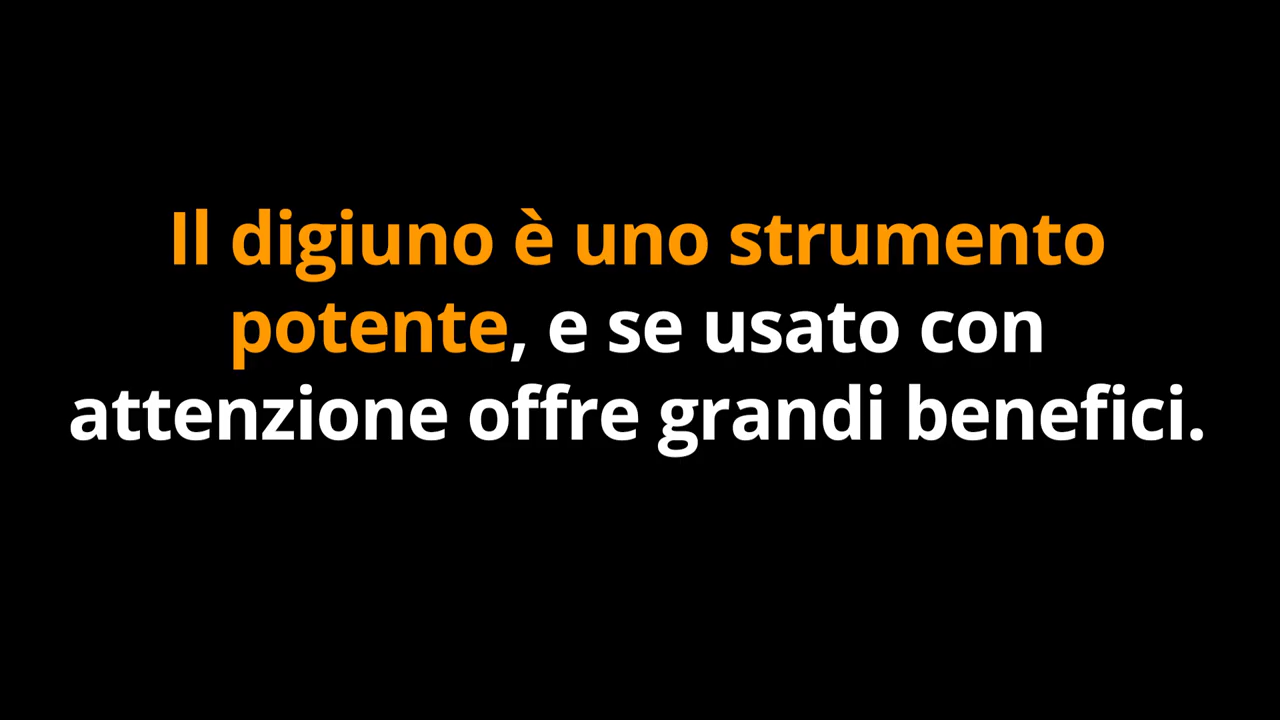 Il digiuno è uno strumento
potente, e se usato con
attenzione offre grandi benefici.